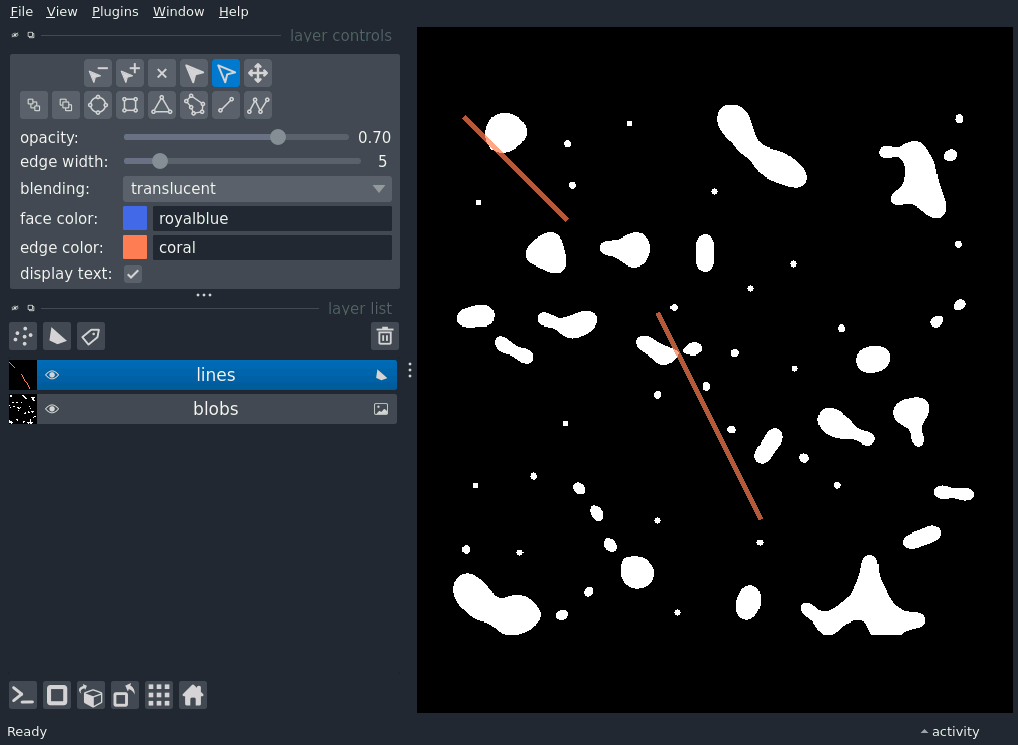 File View Plugins Window Help
layer controls
opacity: 0.70
edge width: 5
blending: translucent
face color: royalblue
edge color: coral
display text:
layer list
lines
blobs
Ready
activity